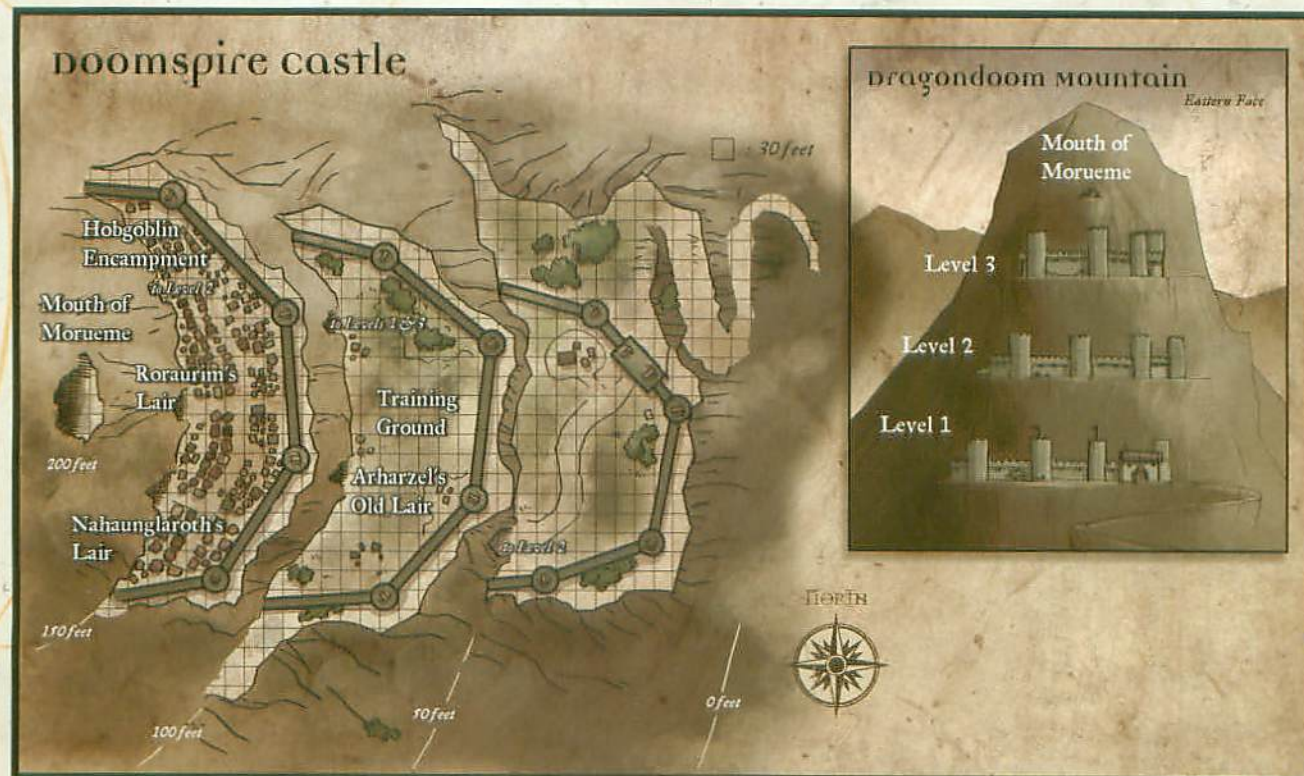 Doomspire Castle
: 30 feet
Hobgoblin
Encampment
to Level 2
Mouth of
Morueme
Roraurim's
Lair
200 feet
Nahaunglaroth's
Lair
150 feet
to Levels 1 & 3
Training
Ground
Arharzel's
Old Lair
100 feet
to Level 2
50 feet
0 feet
Dragondoom Mountain
Eastern Face
Mouth of
Morueme
Level 3
Level 2
Level 1
North